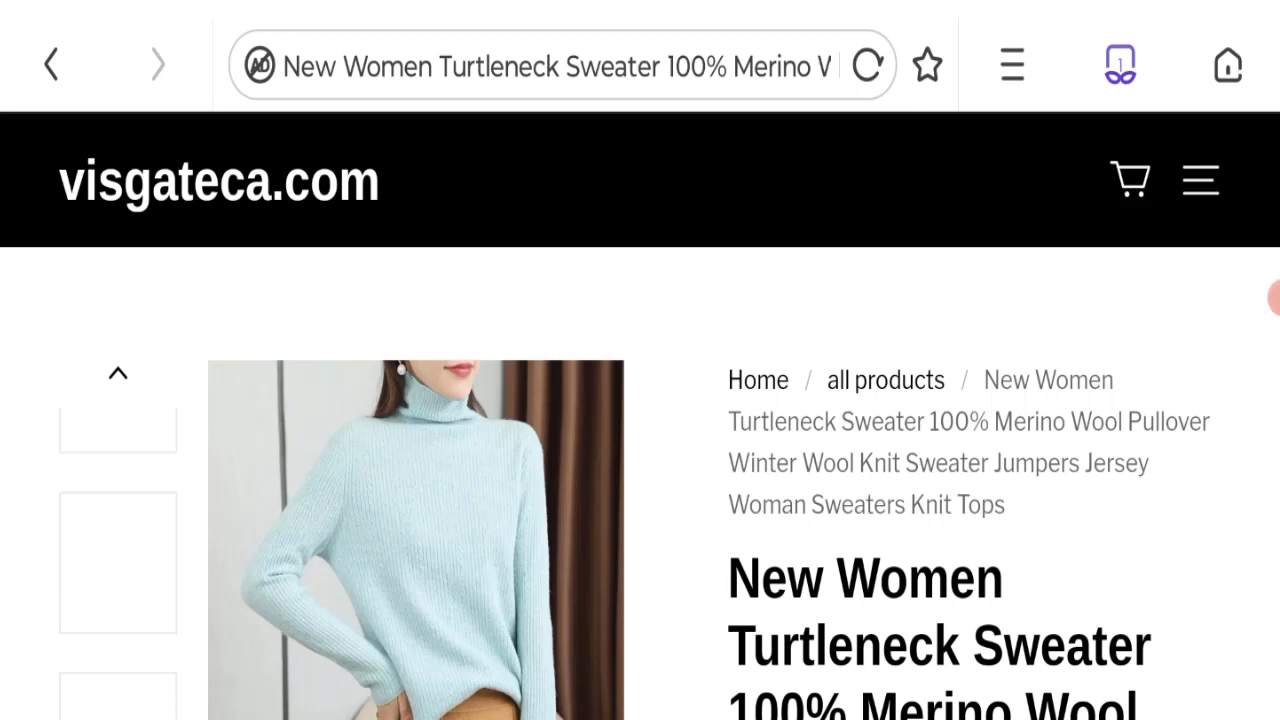 New Women Turtleneck Sweater 100% Merino
visgateca.com
Home / all products / New Women
Turtleneck Sweater 100% Merino Wool Pullover
Winter Wool Knit Sweater Jumpers Jersey
Woman Sweaters Knit Tops
New Women
Turtleneck Sweater
100% Merino Wool